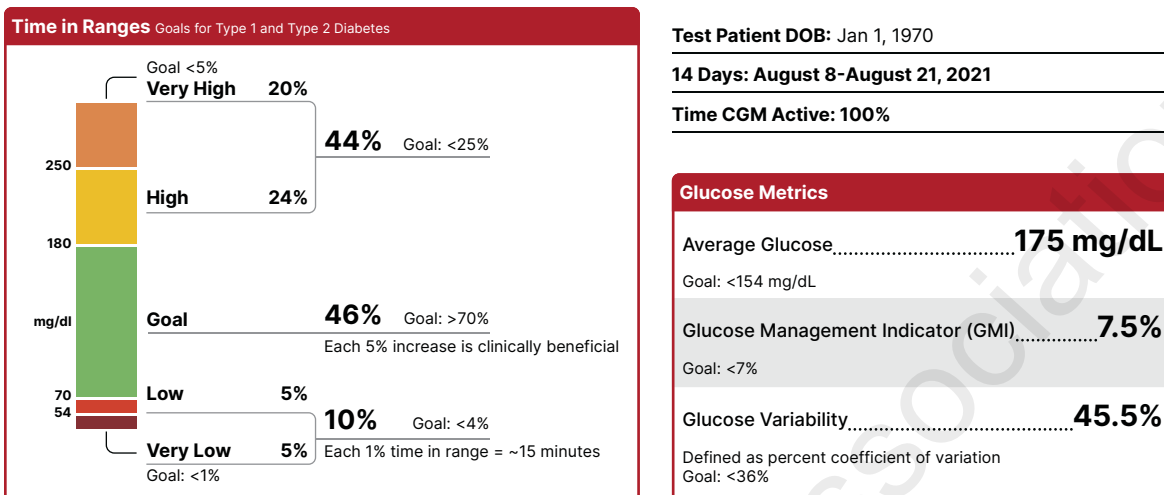 Time in Ranges Goals for Type 1 and Type 2 Diabetes
Goal <5%
Very High 20%
44% Goal: <25%
250
High 24%
180
mg/dl
Goal 46% Goal: >70%
Each 5% increase is clinically beneficial
70
Low 5%
54
10% Goal: <4%
Each 1% time in range = ~15 minutes
Very Low 5%
Goal: <1%
Test Patient DOB: Jan 1, 1970
14 Days: August 8-August 21, 2021
Time CGM Active: 100%
Glucose Metrics
Average Glucose 175 mg/dL
Goal: <154 mg/dL
Glucose Management Indicator (GMI) 7.5%
Goal: <7%
Glucose Variability 45.5%
Defined as percent coefficient of variation
Goal: <36%